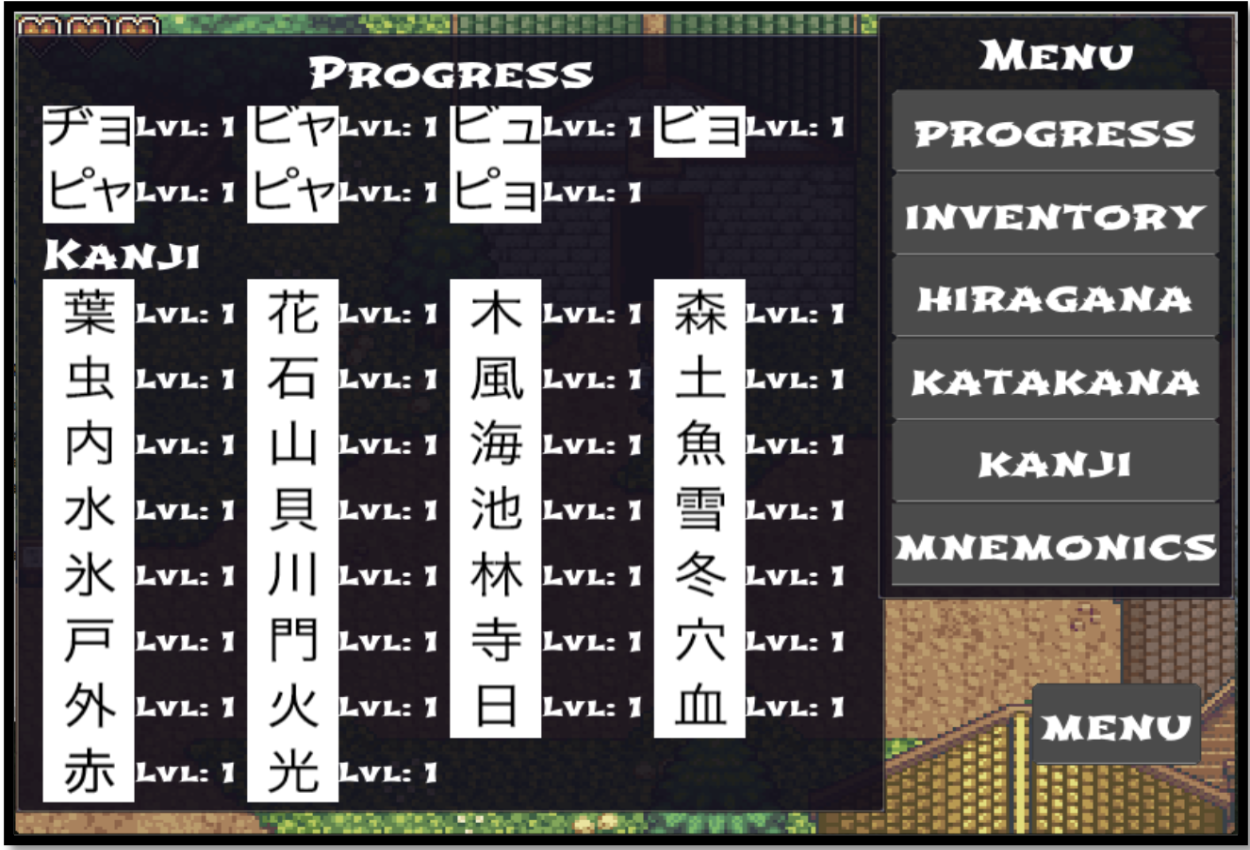 PROGRESS
ヂョ LVL: 1 ビャ LVL: 1 ビュ LVL: 1 ビョ LVL: 1
ピャ LVL: 1 ピャ LVL: 1 ピョ LVL: 1
KANJI
葉 LVL: 1 花 LVL: 1 木 LVL: 1 森 LVL: 1
虫 LVL: 1 石 LVL: 1 風 LVL: 1 土 LVL: 1
内 LVL: 1 山 LVL: 1 海 LVL: 1 魚 LVL: 1
水 LVL: 1 貝 LVL: 1 池 LVL: 1 雪 LVL: 1
氷 LVL: 1 川 LVL: 1 林 LVL: 1 冬 LVL: 1
戸 LVL: 1 門 LVL: 1 寺 LVL: 1 穴 LVL: 1
外 LVL: 1 火 LVL: 1 日 LVL: 1 血 LVL: 1
赤 LVL: 1 光 LVL: 1
MENU
PROGRESS
INVENTORY
HIRAGANA
KATAKANA
KANJI
MNEMONICS
MENU